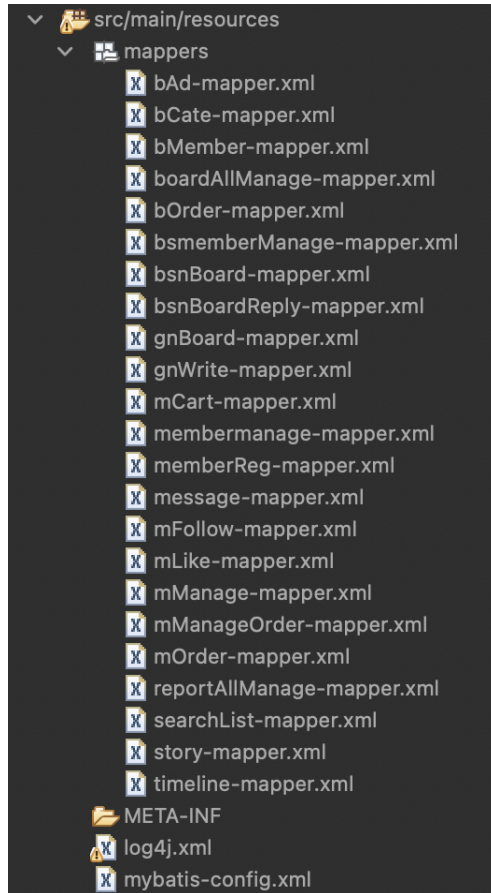 src/main/resources
mappers
bAd-mapper.xml
bCate-mapper.xml
bMember-mapper.xml
boardAllManage-mapper.xml
bOrder-mapper.xml
bsmemberManage-mapper.xml
bsnBoard-mapper.xml
bsnBoardReply-mapper.xml
gnBoard-mapper.xml
gnWrite-mapper.xml
mCart-mapper.xml
membermanage-mapper.xml
memberReg-mapper.xml
message-mapper.xml
mFollow-mapper.xml
mLike-mapper.xml
mManage-mapper.xml
mManageOrder-mapper.xml
mOrder-mapper.xml
reportAllManage-mapper.xml
searchList-mapper.xml
story-mapper.xml
timeline-mapper.xml
META-INF
log4j.xml
mybatis-config.xml